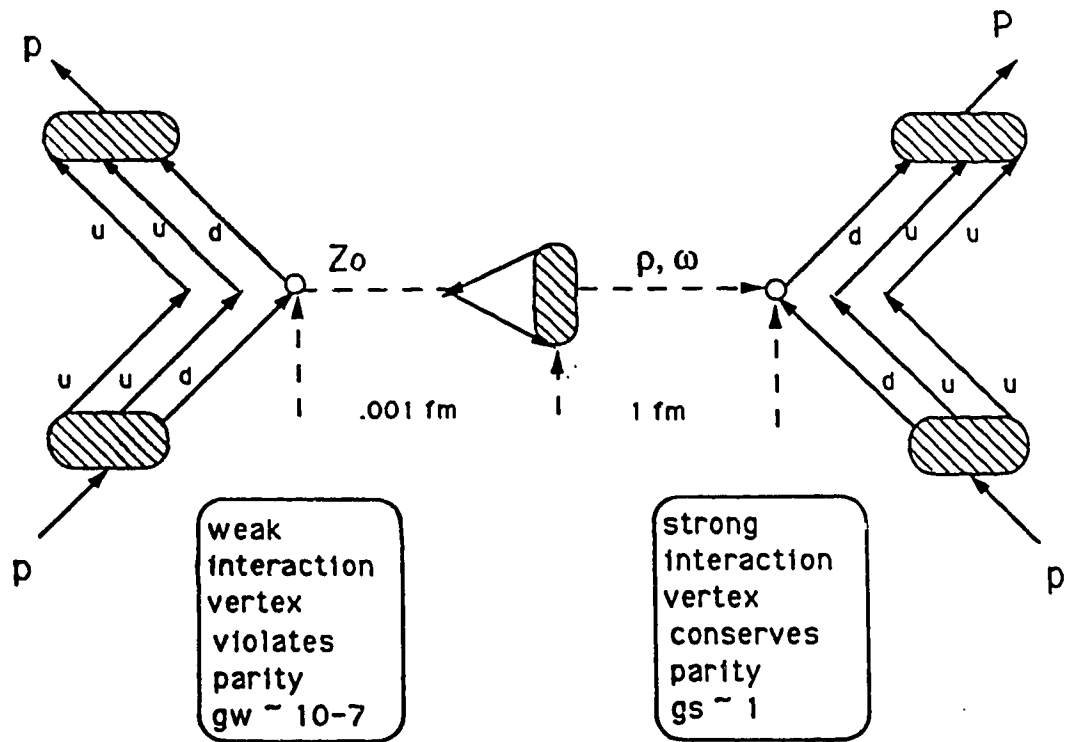 p
P
u
u
d
d
u
u
Zo
ρ, ω
u
u
d
d
u
u
.001 fm
1 fm
p
p
weak
interaction
vertex
violates
parity
gw ~ 10-7
strong
interaction
vertex
conserves
parity
gs ~ 1